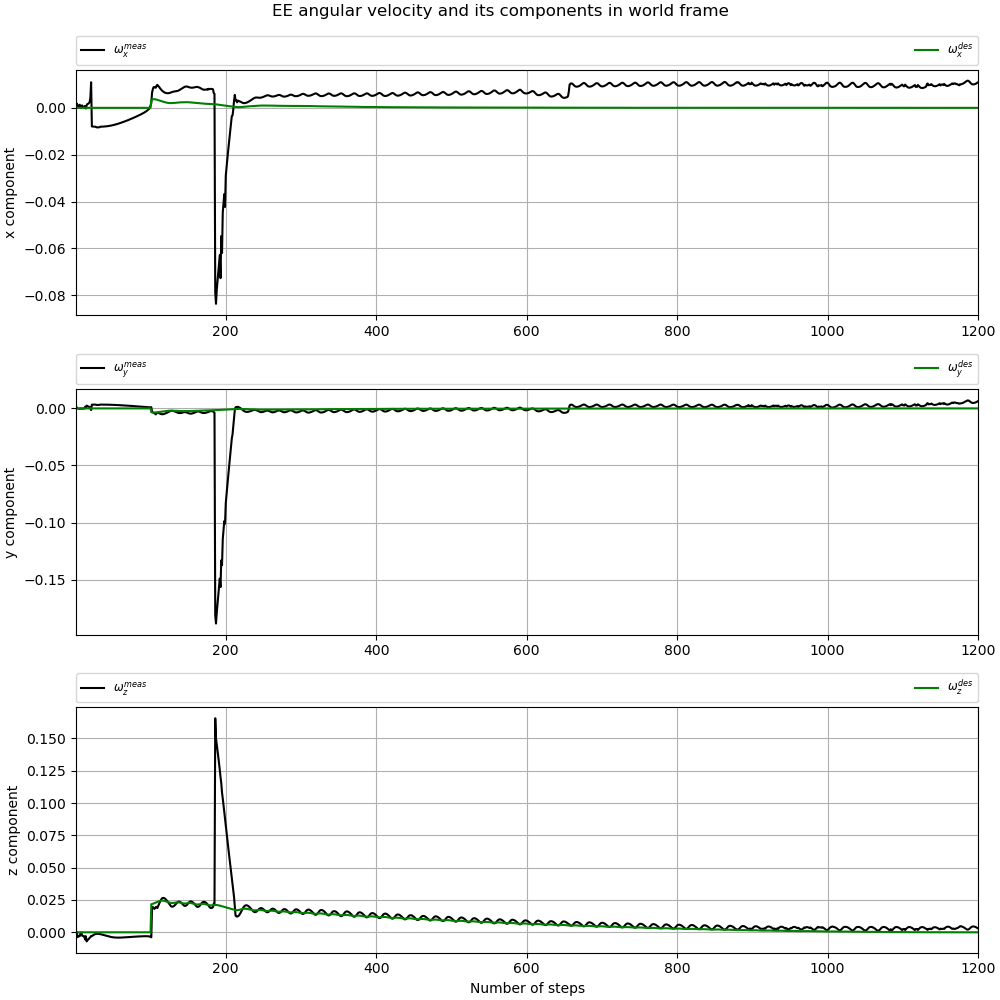 EE angular velocity and its components in world frame
ω_x^{meas} ω_x^{des}
0.00
−0.02
−0.04
−0.06
−0.08
x component
200 400 600 800 1000 1200
ω_y^{meas} ω_y^{des}
0.00
−0.05
−0.10
−0.15
y component
200 400 600 800 1000 1200
ω_z^{meas} ω_z^{des}
0.150
0.125
0.100
0.075
0.050
0.025
0.000
z component
200 400 600 800 1000 1200
Number of steps